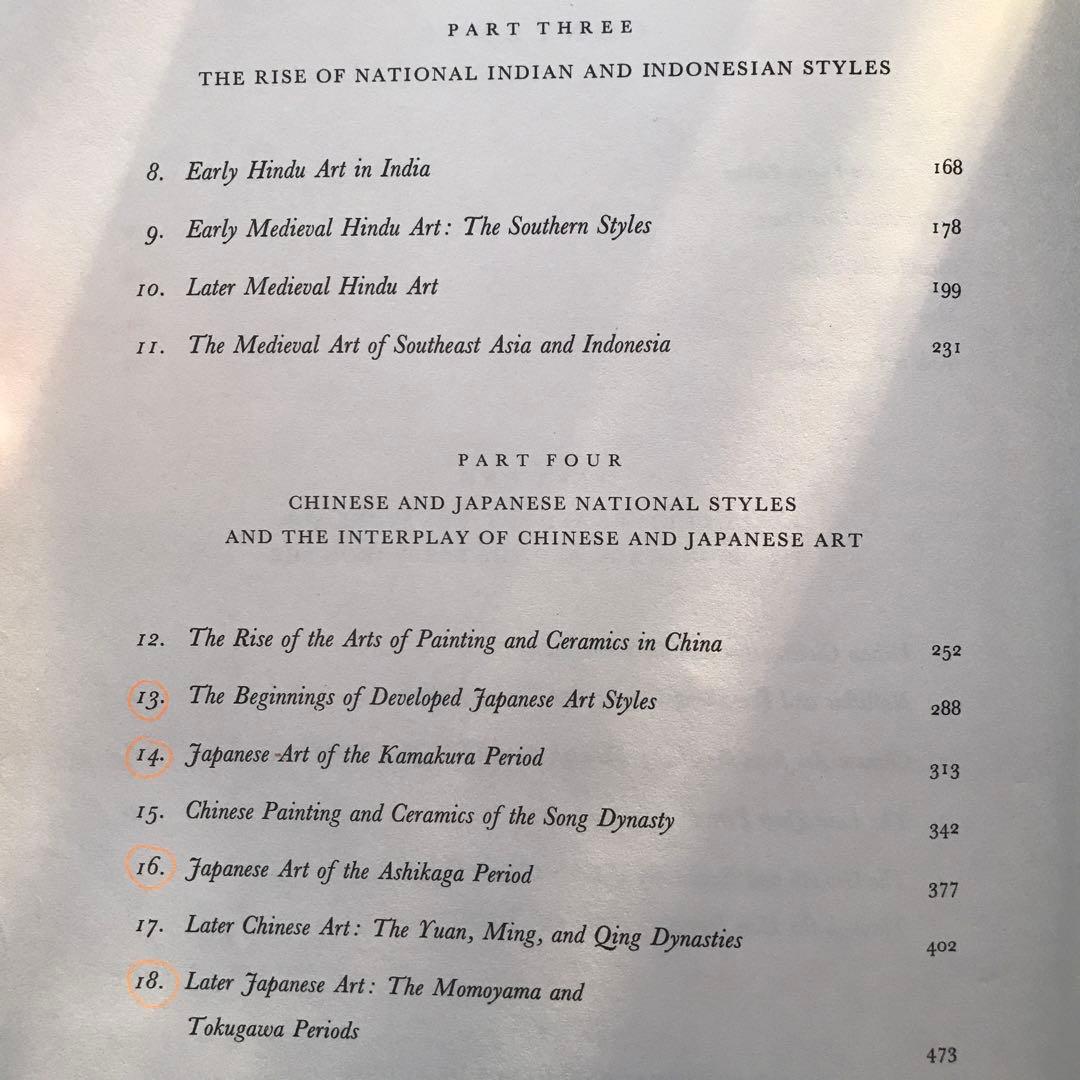 PART THREE
THE RISE OF NATIONAL INDIAN AND INDONESIAN STYLES
8. Early Hindu Art in India 168
9. Early Medieval Hindu Art: The Southern Styles 178
10. Later Medieval Hindu Art 199
11. The Medieval Art of Southeast Asia and Indonesia 231
PART FOUR
CHINESE AND JAPANESE NATIONAL STYLES
AND THE INTERPLAY OF CHINESE AND JAPANESE ART
12. The Rise of the Arts of Painting and Ceramics in China 252
13. The Beginnings of Developed Japanese Art Styles 288
14. Japanese Art of the Kamakura Period 313
15. Chinese Painting and Ceramics of the Song Dynasty 342
16. Japanese Art of the Ashikaga Period 377
17. Later Chinese Art: The Yuan, Ming, and Qing Dynasties 402
18. Later Japanese Art: The Momoyama and
Tokugawa Periods 473